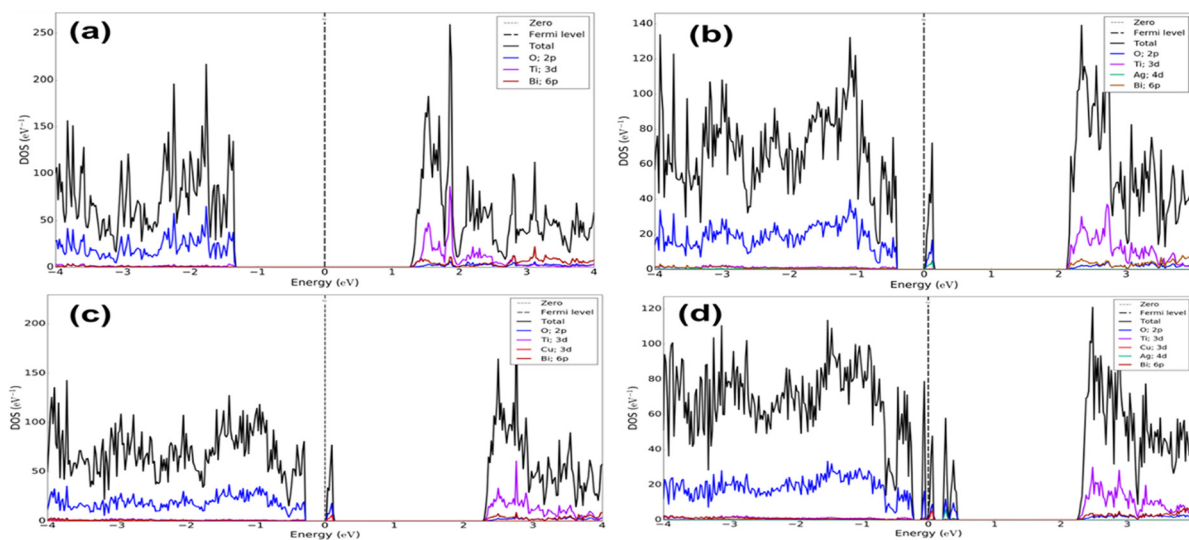 (a)
Zero
Fermi level
Total
O; 2p
Ti; 3d
Bi; 6p
DOS (eV⁻¹)
250
200
150
100
50
0
−4 −3 −2 −1 0 1 2 3 4
Energy (eV)
(b)
Zero
Fermi level
Total
O; 2p
Ti; 3d
Ag; 4d
Bi; 6p
DOS (eV⁻¹)
140
120
100
80
60
40
20
0
−4 −3 −2 −1 0 1 2 3
Energy (eV)
(c)
Zero
Fermi level
Total
O; 2p
Ti; 3d
Cu; 3d
Bi; 6p
DOS (eV⁻¹)
200
150
100
50
0
−4 −3 −2 −1 0 1 2 3 4
Energy (eV)
(d)
Zero
Fermi level
Total
O; 2p
Ti; 3d
Cu; 3d
Ag; 4d
Bi; 6p
DOS (eV⁻¹)
120
100
80
60
40
20
0
−4 −3 −2 −1 0 1 2 3
Energy (eV)